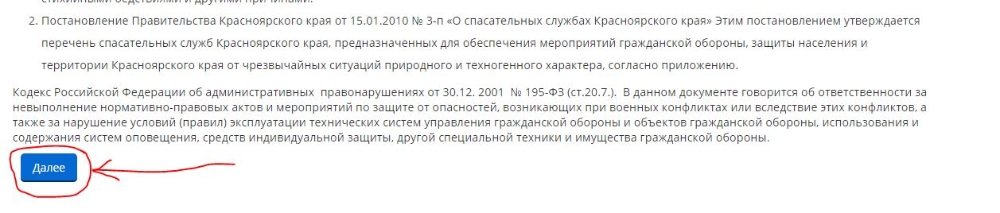 стихийными бедствиями и другими причинами.
2. Постановление Правительства Красноярского края от 15.01.2010 № 3-п «О спасательных службах Красноярского края» Этим постановлением утверждается
перечень спасательных служб Красноярского края, предназначенных для обеспечения мероприятий гражданской обороны, защиты населения и
территории Красноярского края от чрезвычайных ситуаций природного и техногенного характера, согласно приложению.
Кодекс Российской Федерации об административных  правонарушениях от 30.12. 2001  № 195-ФЗ (ст.20.7.).  В данном документе говорится об ответственности за
невыполнение нормативно-правовых актов и мероприятий по защите от опасностей, возникающих при военных конфликтах или вследствие этих конфликтов, а
также за нарушение условий (правил) эксплуатации технических систем управления гражданской обороны и объектов гражданской обороны, использования и
содержания систем оповещения, средств индивидуальной защиты, другой специальной техники и имущества гражданской обороны.
Далее